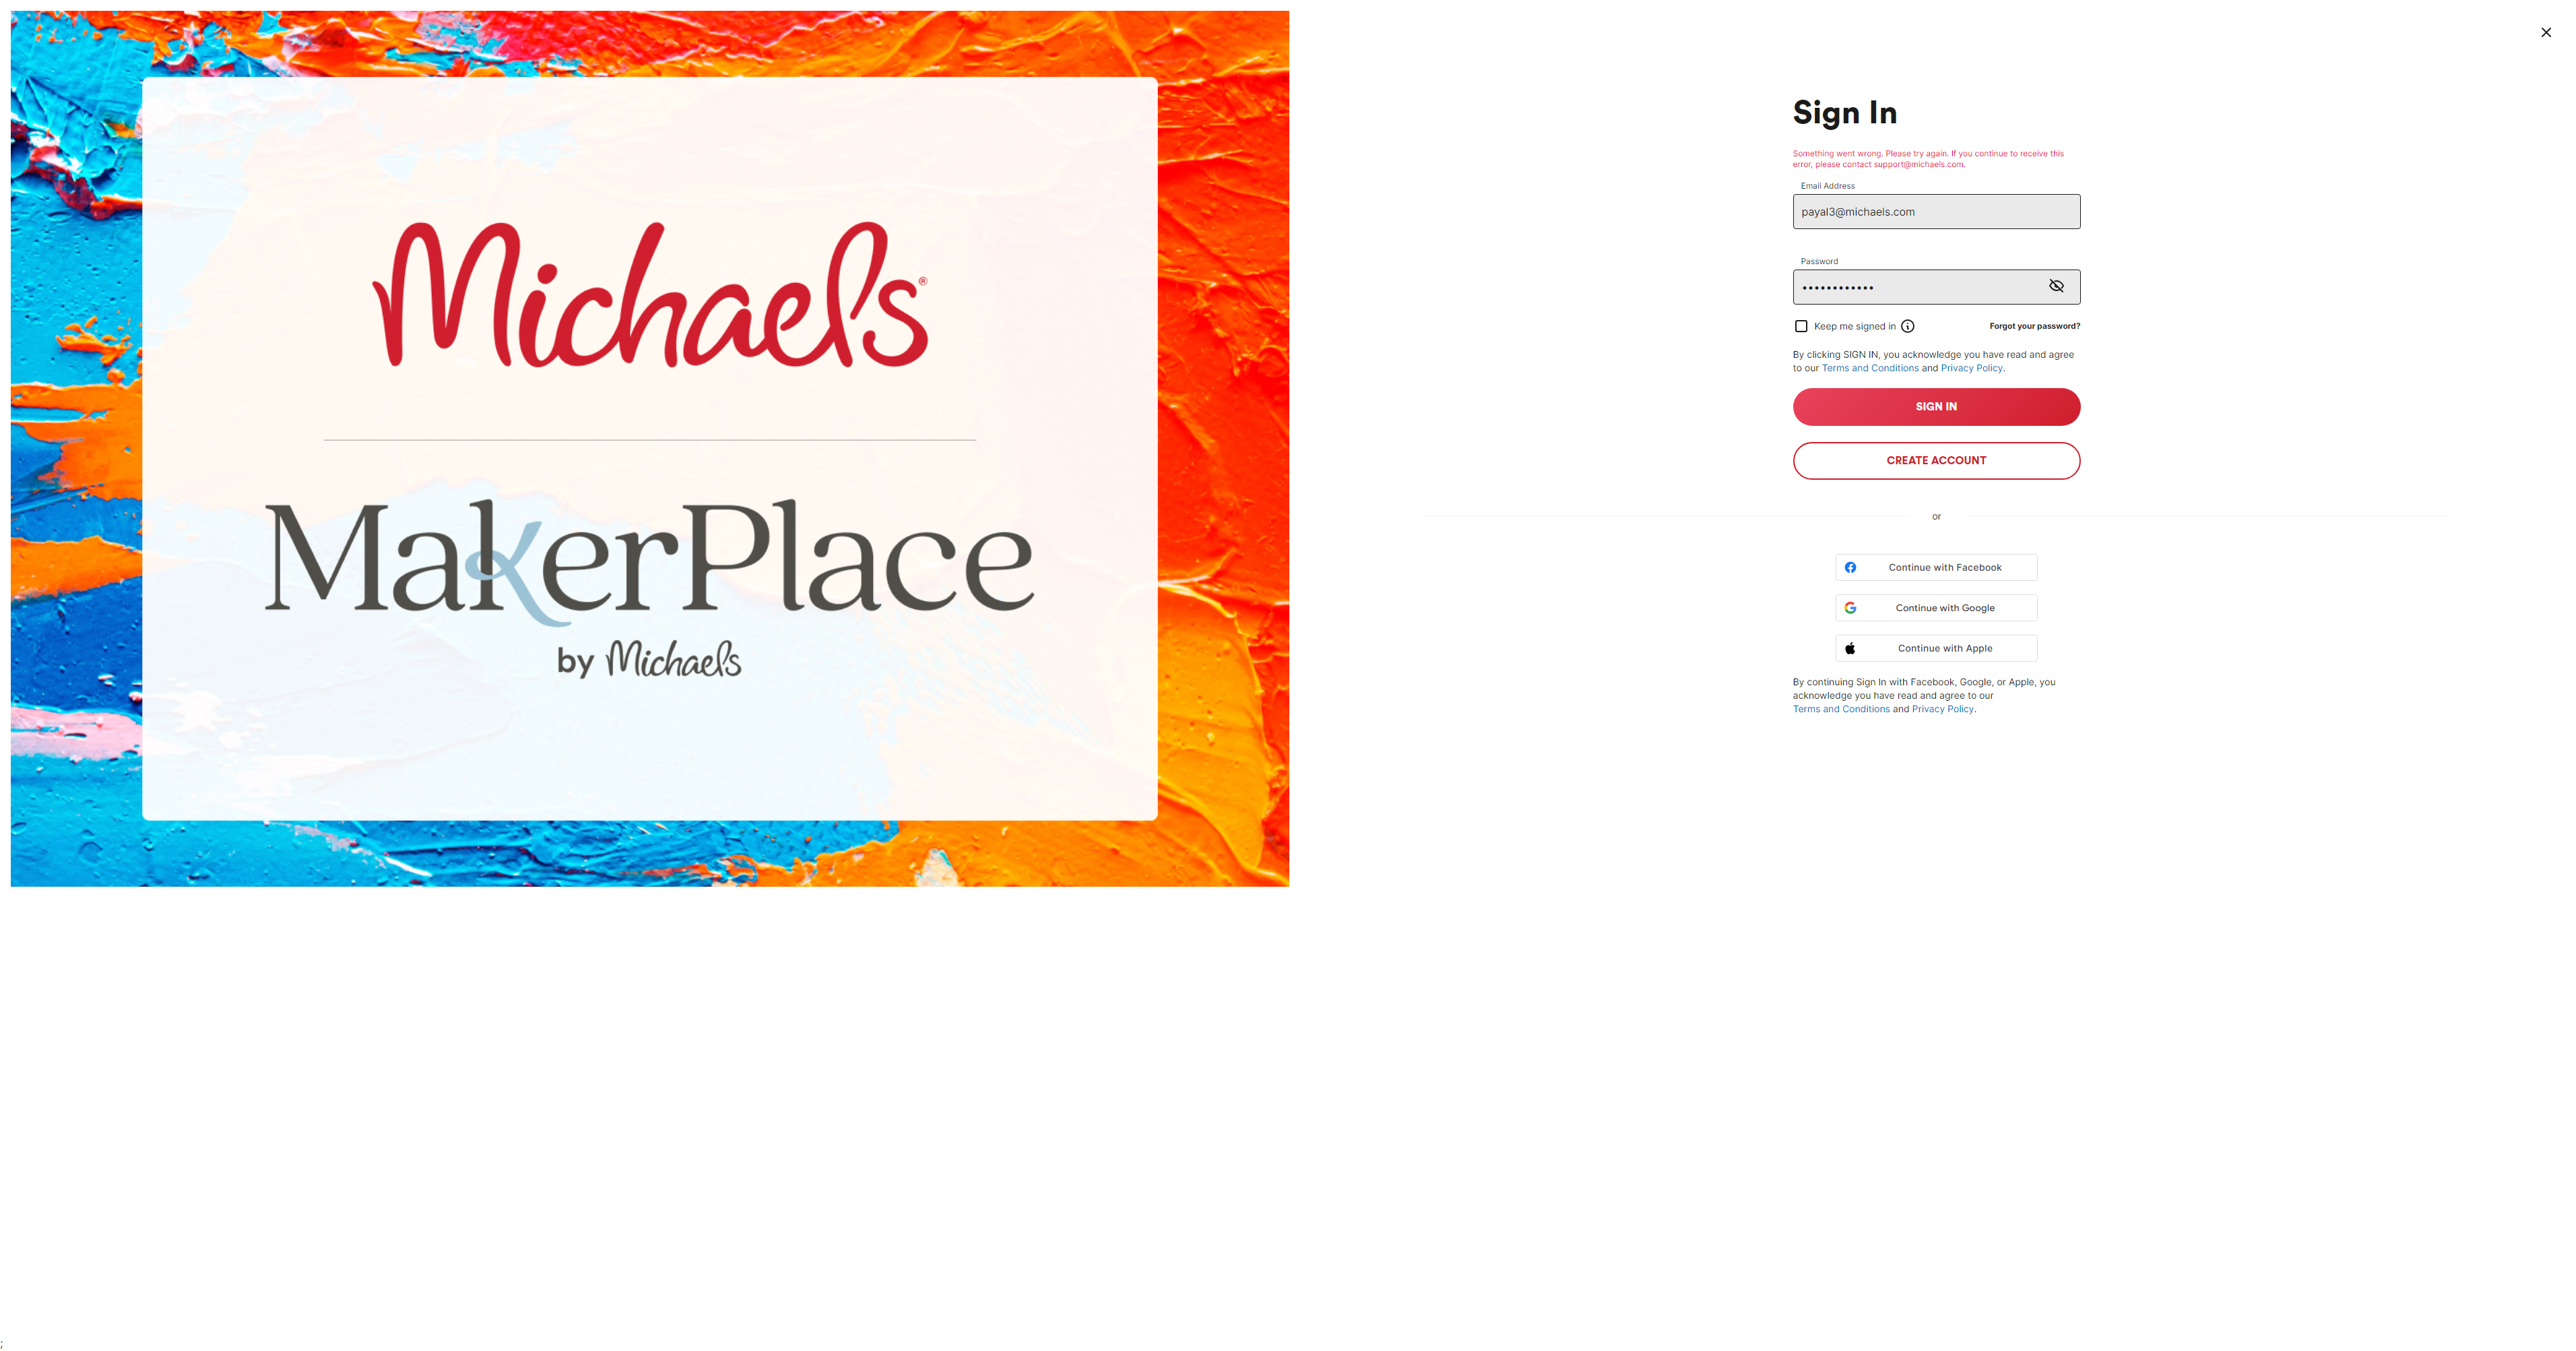 Michaels®
MakerPlace
by Michaels
Sign In
Something went wrong. Please try again. If you continue to receive this
error, please contact support@michaels.com.
Email Address
payal3@michaels.com
Password
••••••••••••
Keep me signed in
Forgot your password?
By clicking SIGN IN, you acknowledge you have read and agree
to our Terms and Conditions and Privacy Policy.
SIGN IN
CREATE ACCOUNT
or
Continue with Facebook
Continue with Google
Continue with Apple
By continuing Sign In with Facebook, Google, or Apple, you
acknowledge you have read and agree to our
Terms and Conditions and Privacy Policy.
;